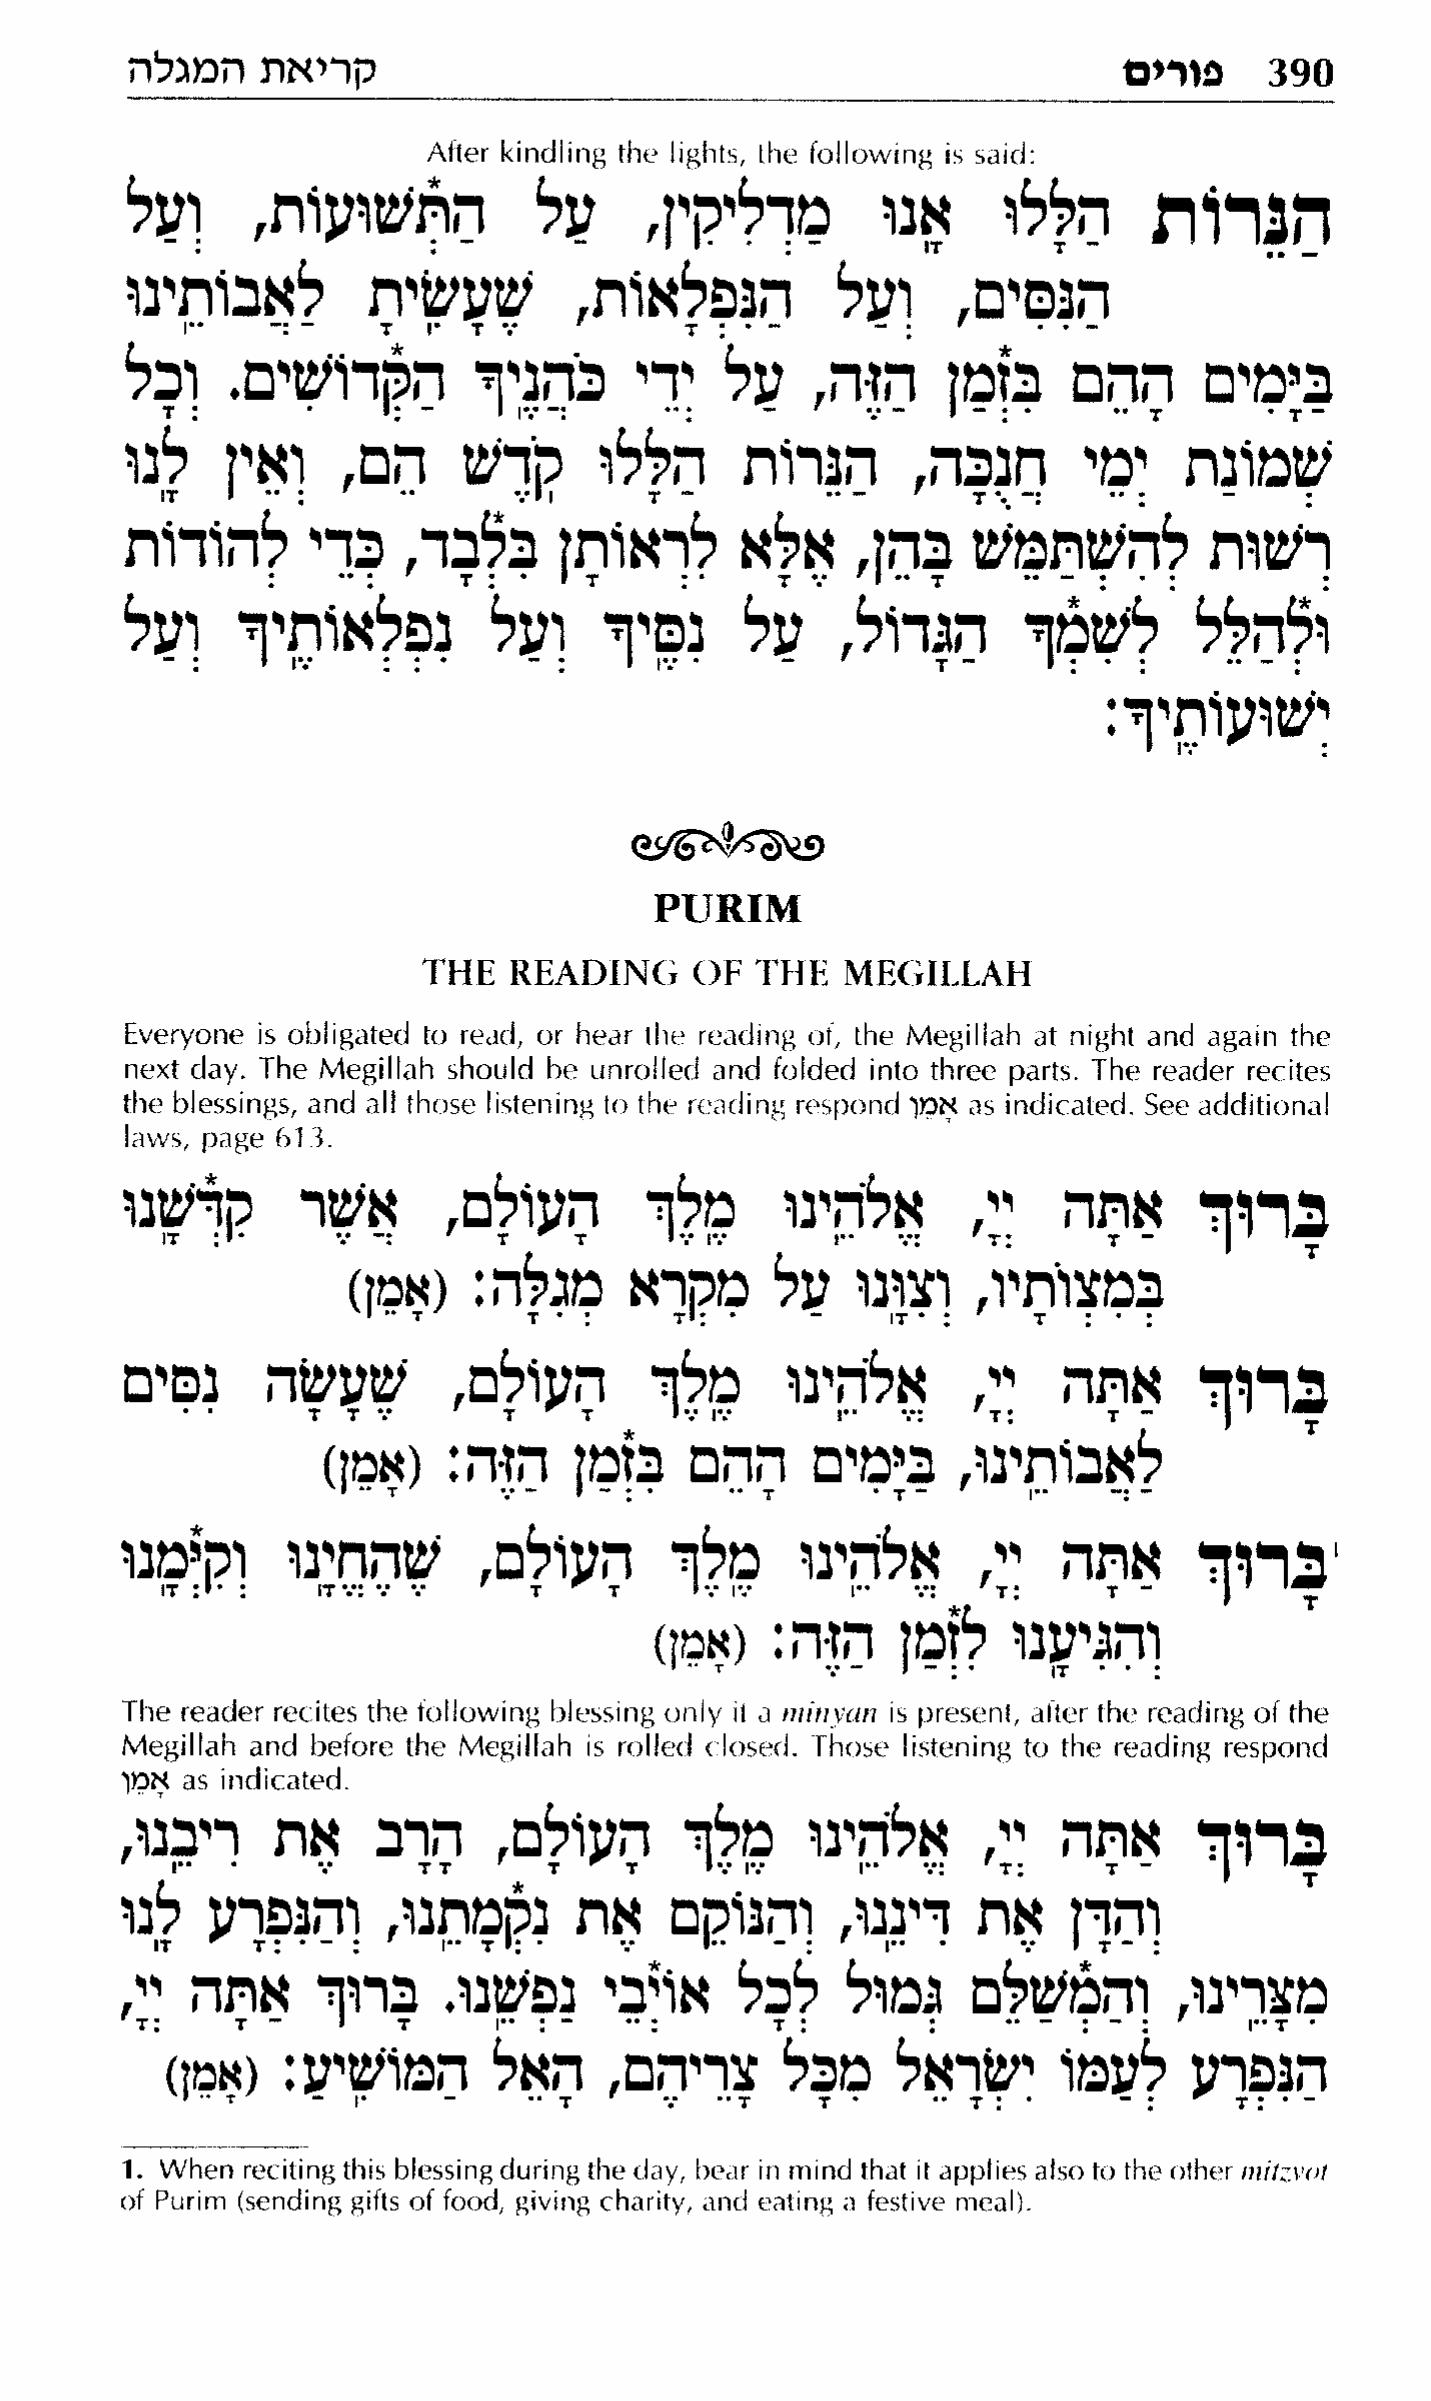 390 פורים קריאת המגלה
After kindling the lights, the following is said:
הַנֵּרוֹת הַלָּלוּ אָֽנוּ מַדְלִיקִין, עַל הַתְּֿשׁוּעוֹת, וְעַל
הַנִּסִּים, וְעַל הַנִּפְלָאוֹת, שֶׁעָשִֽׂיתָ לַאֲבוֹתֵֽינוּ
בַּיָּמִים הָהֵם בִּזְּֿמַן הַזֶּה, עַל יְדֵי כֹּהֲנֶֽיךָ הַקְּֿדוֹשִׁים. וְכָל
שְׁמוֹנַת יְמֵי חֲנֻכָּה, הַנֵּרוֹת הַלָּלוּ קֹֽדֶשׁ הֵם, וְאֵין לָֽנוּ
רְשׁוּת לְהִשְׁתַּמֵּשׁ בָּהֵן, אֶלָּא לִרְאוֹתָן בִּלְֿבָד, כְּדֵי לְהוֹדוֹת
וּלְֿהַלֵּל לְשִׁמְֿךָ הַגָּדוֹל, עַל נִסֶּֽיךָ וְעַל נִפְלְאוֹתֶֽיךָ וְעַל
יְשׁוּעוֹתֶֽיךָ:
PURIM
THE READING OF THE MEGILLAH
Everyone is obligated to read, or hear the reading of, the Megillah at night and again the
next day. The Megillah should be unrolled and folded into three parts. The reader recites
the blessings, and all those listening to the reading respond אָמֵן as indicated. See additional
laws, page 613.
בָּרוּךְ אַתָּה יְיָ, אֱלֹהֵֽינוּ מֶֽלֶךְ הָעוֹלָם, אֲשֶׁר קִדְּֿשָֽׁנוּ
בְּמִצְוֹתָיו, וְצִוָּֽנוּ עַל מִקְרָא מְגִלָּה: (אָמֵן)
בָּרוּךְ אַתָּה יְיָ, אֱלֹהֵֽינוּ מֶֽלֶךְ הָעוֹלָם, שֶׁעָשָׂה נִסִּים
לַאֲבוֹתֵֽינוּ, בַּיָּמִים הָהֵם בִּזְּֿמַן הַזֶּה: (אָמֵן)
¹בָּרוּךְ אַתָּה יְיָ, אֱלֹהֵֽינוּ מֶֽלֶךְ הָעוֹלָם, שֶׁהֶחֱיָֽנוּ וְקִיְּֿמָֽנוּ
וְהִגִּיעָֽנוּ לִזְּֿמַן הַזֶּה: (אָמֵן)
The reader recites the following blessing only if a minyan is present, after the reading of the
Megillah and before the Megillah is rolled closed. Those listening to the reading respond
אָמֵן as indicated.
בָּרוּךְ אַתָּה יְיָ, אֱלֹהֵֽינוּ מֶֽלֶךְ הָעוֹלָם, הָרָב אֶת רִיבֵֽנוּ,
וְהַדָּן אֶת דִּינֵֽנוּ, וְהַנּוֹקֵם אֶת נִקְֿמָתֵֽנוּ, וְהַנִּפְרָע לָֽנוּ
מִצָּרֵֽינוּ, וְהַמְּֿשַׁלֵּם גְּמוּל לְכָל אוֹיְֿבֵי נַפְשֵֽׁנוּ. בָּרוּךְ אַתָּה יְיָ,
הַנִּפְרָע לְעַמּוֹ יִשְׂרָאֵל מִכָּל צָרֵיהֶם, הָאֵל הַמּוֹשִֽׁיעַ: (אָמֵן)
1. When reciting this blessing during the day, bear in mind that it applies also to the other mitzvot
of Purim (sending gifts of food, giving charity, and eating a festive meal).